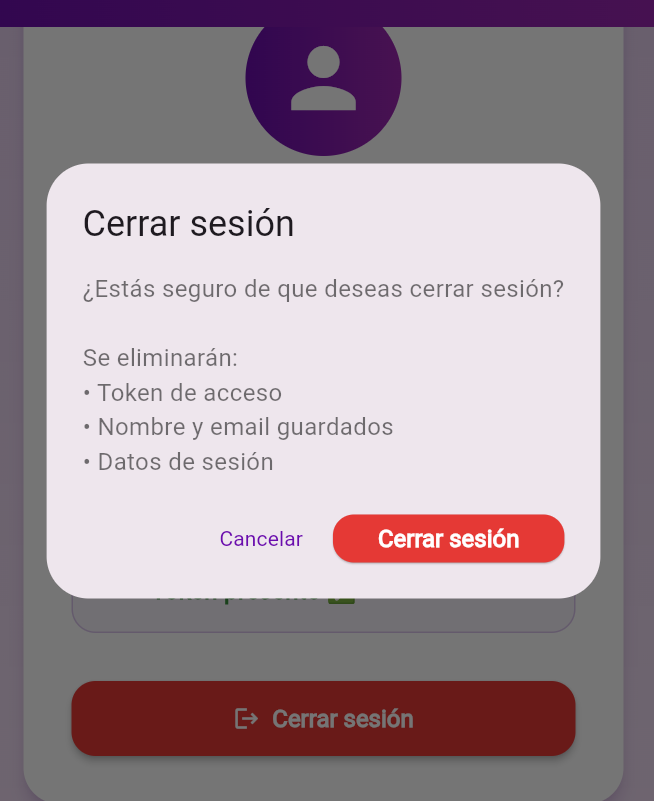 Cerrar sesión
¿Estás seguro de que deseas cerrar sesión?
Se eliminarán:
• Token de acceso
• Nombre y email guardados
• Datos de sesión
Cancelar
Cerrar sesión
Cerrar sesión